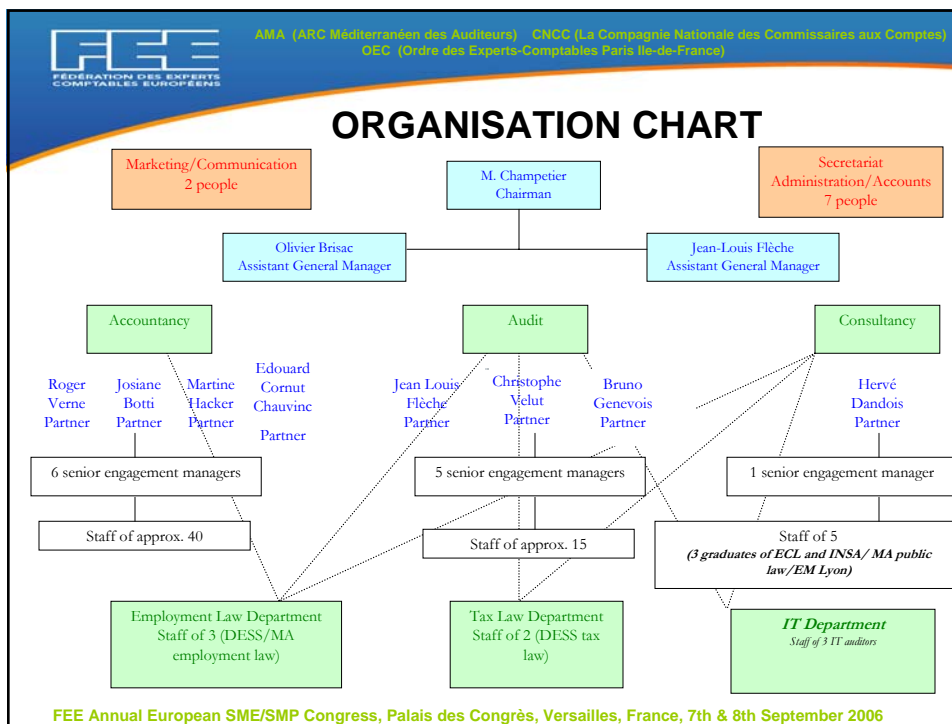 AMA (ARC Méditerranéen des Auditeurs) CNCC (La Compagnie Nationale des Commissaires aux Comptes)
OEC (Ordre des Experts-Comptables Paris Ile-de-France)
FEE
FÉDÉRATION DES EXPERTS
COMPTABLES EUROPÉENS
ORGANISATION CHART
Marketing/Communication
2 people
M. Champetier
Chairman
Secretariat
Administration/Accounts
7 people
Olivier Brisac
Assistant General Manager
Jean-Louis Flèche
Assistant General Manager
Accountancy
Audit
Consultancy
Roger
Verne
Partner
Josiane
Botti
Partner
Martine
Hacker
Partner
Edouard
Cornut
Chauvinc
Partner
Jean Louis
Flèche
Partner
Christophe
Velut
Partner
Bruno
Genevois
Partner
Hervé
Dandois
Partner
6 senior engagement managers
5 senior engagement managers
1 senior engagement manager
Staff of approx. 40
Staff of approx. 15
Staff of 5
(3 graduates of ECL and INSA/ MA public
law/EM Lyon)
Employment Law Department
Staff of 3 (DESS/MA
employment law)
Tax Law Department
Staff of 2 (DESS tax
law)
IT Department
Staff of 3 IT auditors
FEE Annual European SME/SMP Congress, Palais des Congrès, Versailles, France, 7th & 8th September 2006